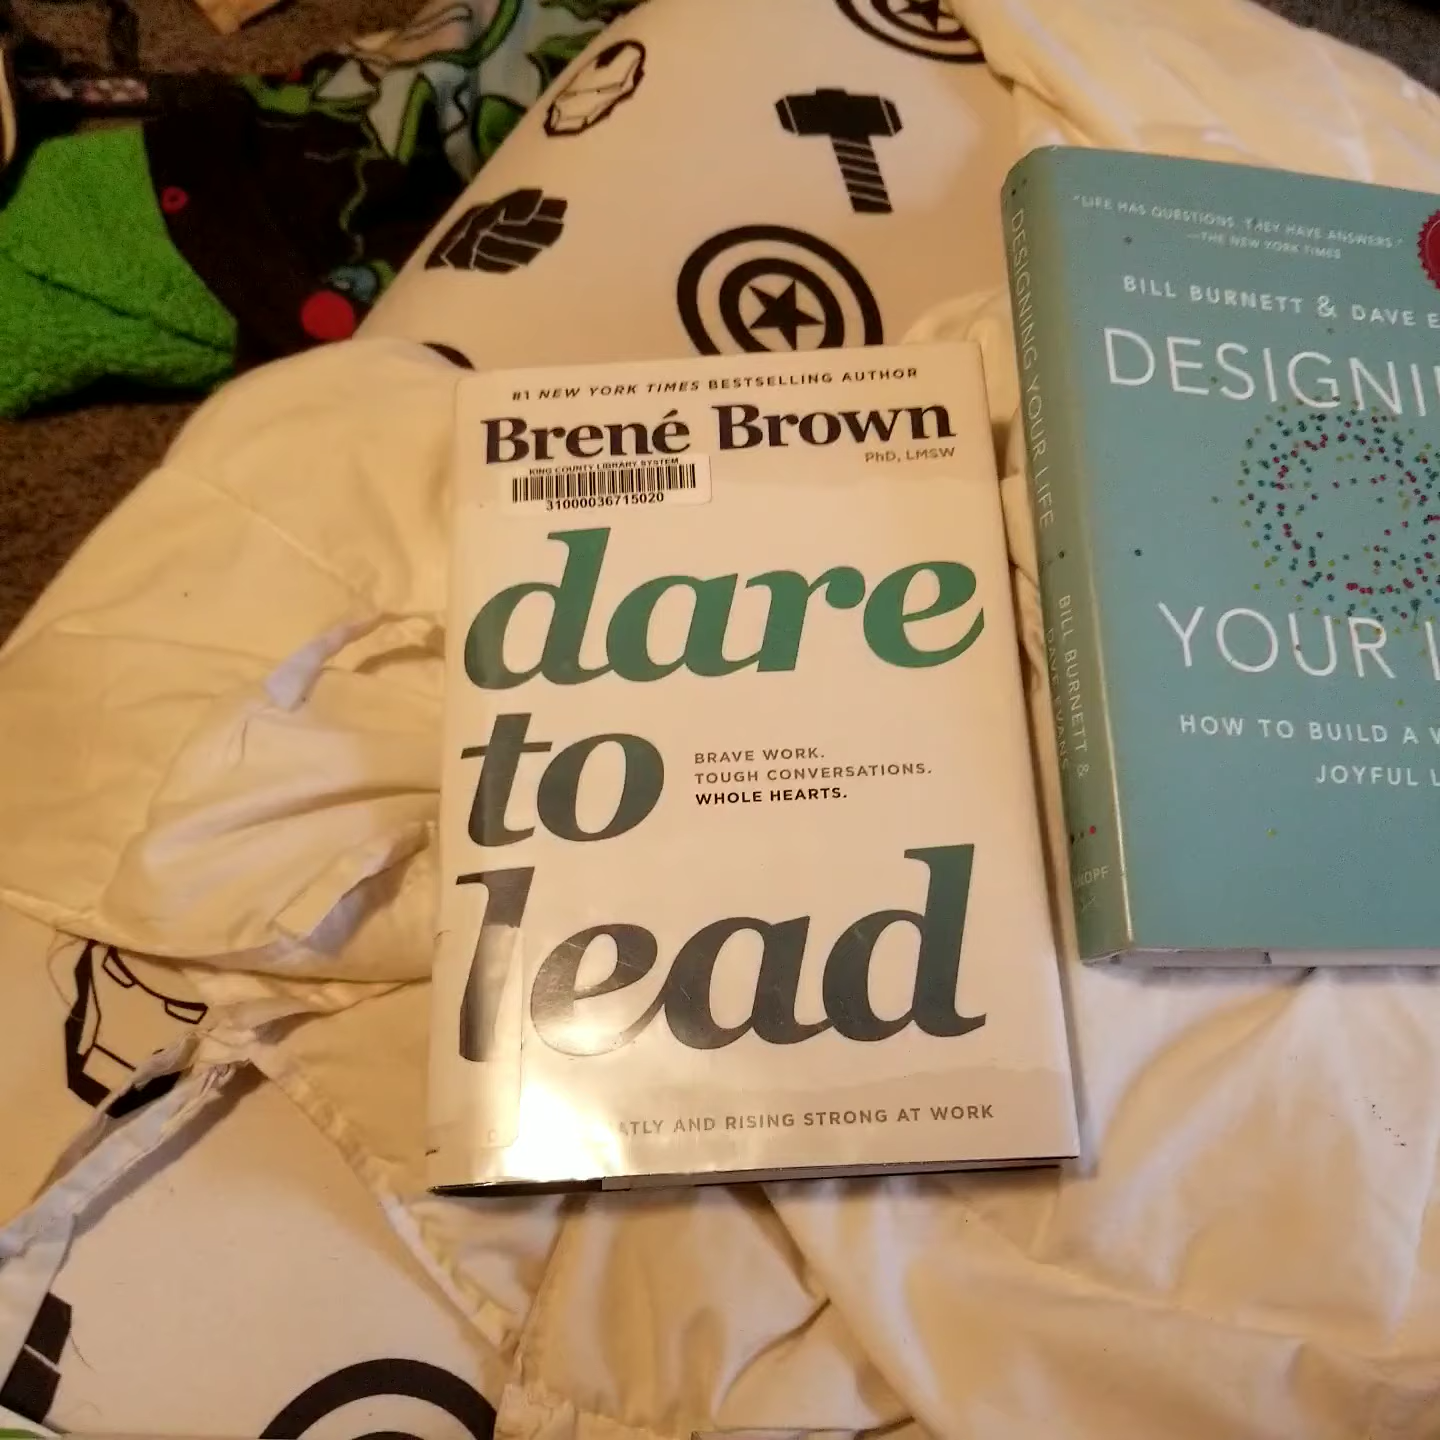 #1 NEW YORK TIMES BESTSELLING AUTHOR
Brené Brown
PhD, LMSW
KING COUNTY LIBRARY SYSTEM
31000036715020
dare
to
BRAVE WORK.
TOUGH CONVERSATIONS.
WHOLE HEARTS.
lead
AND RISING STRONG AT WORK
DESIGNING YOUR LIFE
BILL BURNETT &
DAVE EVANS
"LIFE HAS QUESTIONS. THEY HAVE ANSWERS."
—THE NEW YORK TIMES
BILL BURNETT & DAVE E
DESIGNI
YOUR L
HOW TO BUILD A W
JOYFUL L